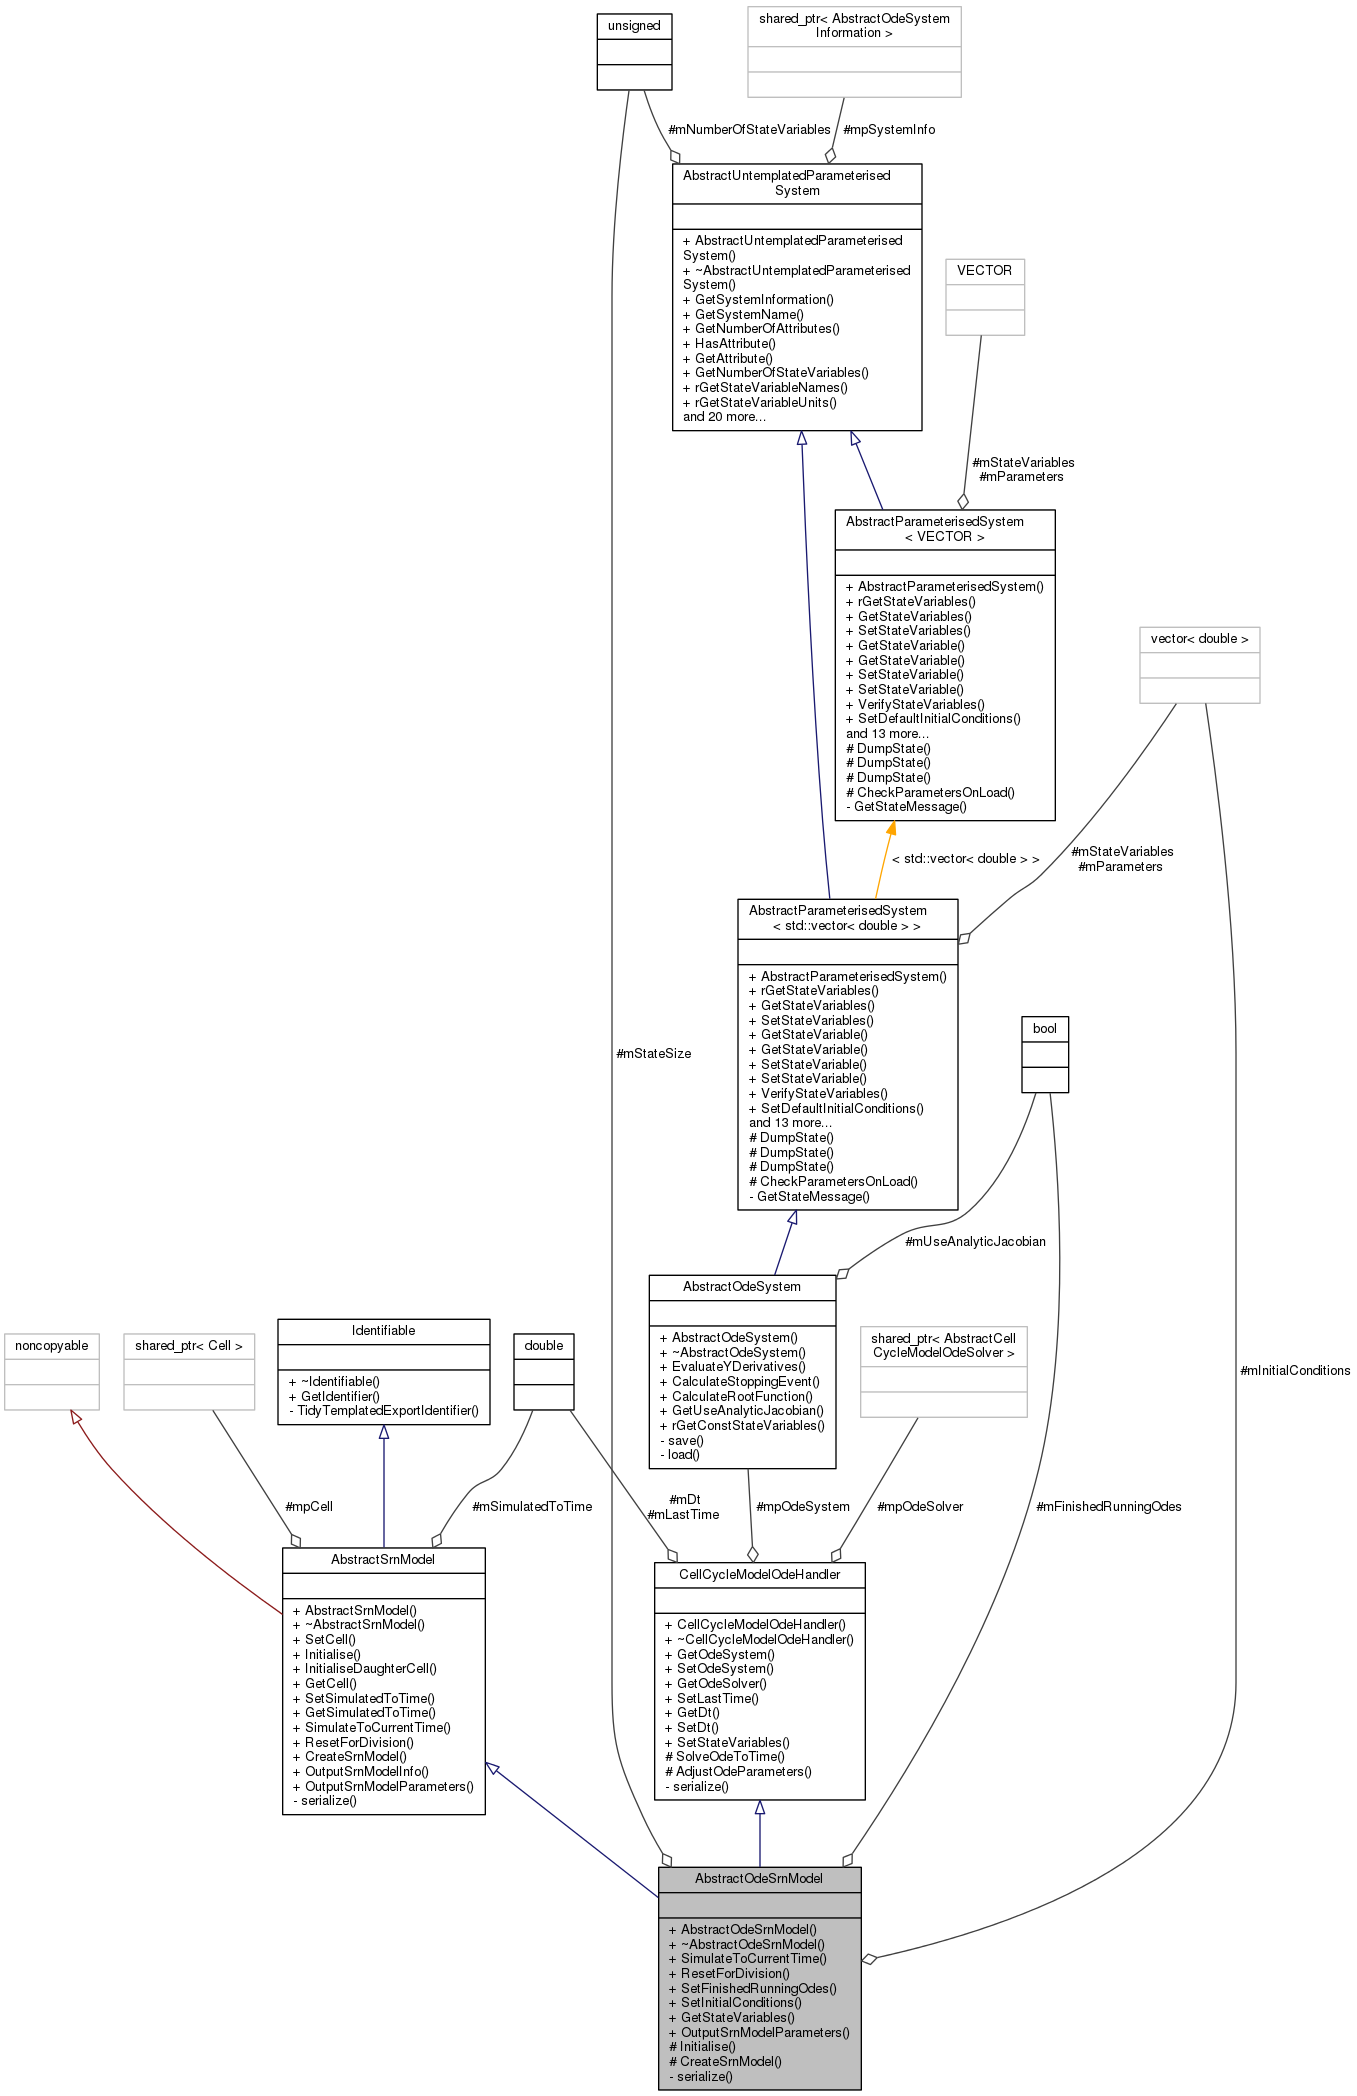 unsigned
shared_ptr< AbstractOdeSystem
Information >
#mNumberOfStateVariables
#mpSystemInfo
AbstractUntemplatedParameterised
System
+ AbstractUntemplatedParameterised
System()
+ ~AbstractUntemplatedParameterised
System()
+ GetSystemInformation()
+ GetSystemName()
+ GetNumberOfAttributes()
+ HasAttribute()
+ GetAttribute()
+ GetNumberOfStateVariables()
+ rGetStateVariableNames()
+ rGetStateVariableUnits()
and 20 more...
VECTOR
#mStateVariables
#mParameters
AbstractParameterisedSystem
< VECTOR >
+ AbstractParameterisedSystem()
+ rGetStateVariables()
+ GetStateVariables()
+ SetStateVariables()
+ GetStateVariable()
+ GetStateVariable()
+ SetStateVariable()
+ SetStateVariable()
+ VerifyStateVariables()
+ SetDefaultInitialConditions()
and 13 more...
# DumpState()
# DumpState()
# DumpState()
# CheckParametersOnLoad()
- GetStateMessage()
vector< double >
< std::vector< double > >
#mStateVariables
#mParameters
AbstractParameterisedSystem
< std::vector< double > >
+ AbstractParameterisedSystem()
+ rGetStateVariables()
+ GetStateVariables()
+ SetStateVariables()
+ GetStateVariable()
+ GetStateVariable()
+ SetStateVariable()
+ SetStateVariable()
+ VerifyStateVariables()
+ SetDefaultInitialConditions()
and 13 more...
# DumpState()
# DumpState()
# DumpState()
# CheckParametersOnLoad()
- GetStateMessage()
bool
#mStateSize
#mUseAnalyticJacobian
AbstractOdeSystem
+ AbstractOdeSystem()
+ ~AbstractOdeSystem()
+ EvaluateYDerivatives()
+ CalculateStoppingEvent()
+ CalculateRootFunction()
+ GetUseAnalyticJacobian()
+ rGetConstStateVariables()
- save()
- load()
noncopyable
shared_ptr< Cell >
Identifiable
+ ~Identifiable()
+ GetIdentifier()
- TidyTemplatedExportIdentifier()
double
shared_ptr< AbstractCell
CycleModelOdeSolver >
#mInitialConditions
#mpCell
#mSimulatedToTime
#mDt
#mLastTime
#mpOdeSystem
#mpOdeSolver
#mFinishedRunningOdes
AbstractSrnModel
+ AbstractSrnModel()
+ ~AbstractSrnModel()
+ SetCell()
+ Initialise()
+ InitialiseDaughterCell()
+ GetCell()
+ SetSimulatedToTime()
+ GetSimulatedToTime()
+ SimulateToCurrentTime()
+ ResetForDivision()
+ CreateSrnModel()
+ OutputSrnModelInfo()
+ OutputSrnModelParameters()
- serialize()
CellCycleModelOdeHandler
+ CellCycleModelOdeHandler()
+ ~CellCycleModelOdeHandler()
+ GetOdeSystem()
+ SetOdeSystem()
+ GetOdeSolver()
+ SetLastTime()
+ GetDt()
+ SetDt()
+ SetStateVariables()
# SolveOdeToTime()
# AdjustOdeParameters()
- serialize()
AbstractOdeSrnModel
+ AbstractOdeSrnModel()
+ ~AbstractOdeSrnModel()
+ SimulateToCurrentTime()
+ ResetForDivision()
+ SetFinishedRunningOdes()
+ SetInitialConditions()
+ GetStateVariables()
+ OutputSrnModelParameters()
# Initialise()
# CreateSrnModel()
- serialize()